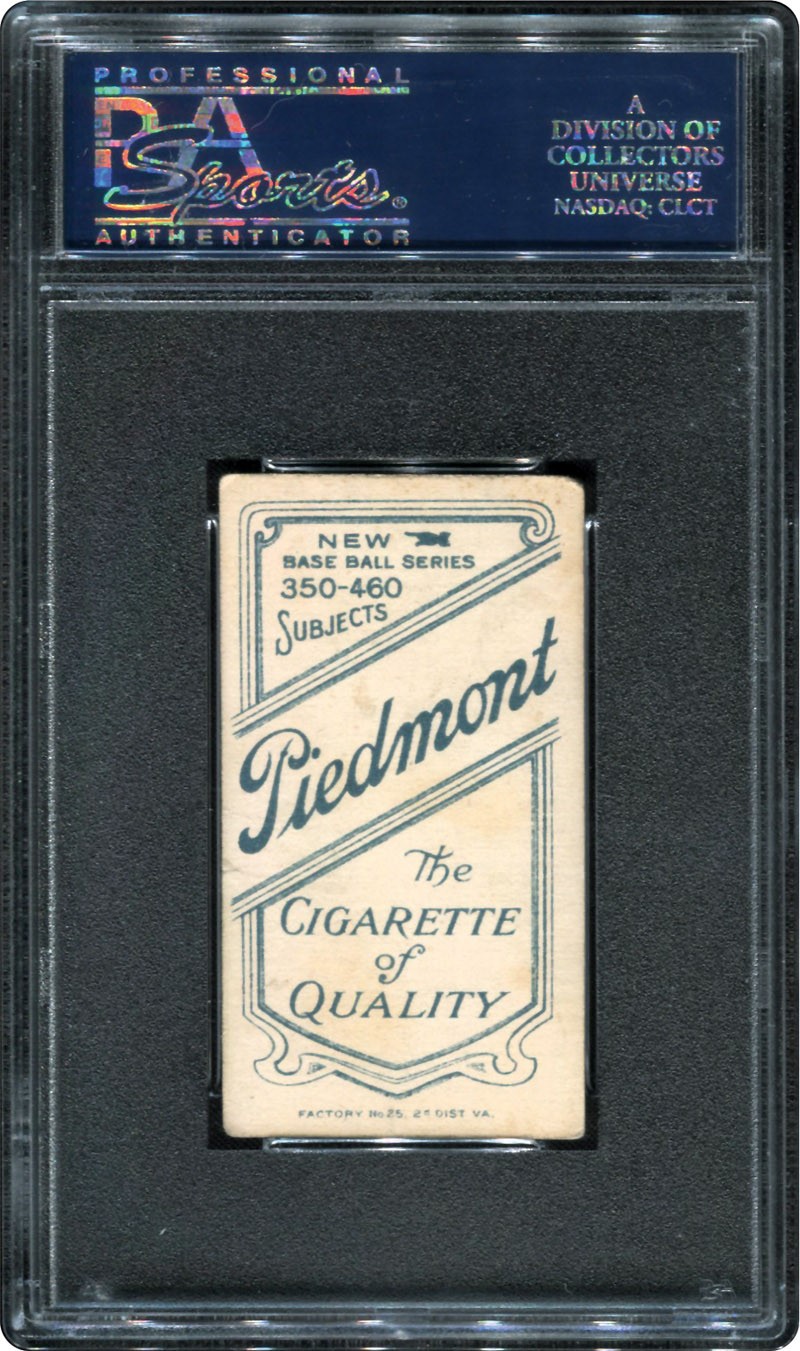 PROFESSIONAL
PSA
Sports®
AUTHENTICATOR
A
DIVISION OF
COLLECTORS
UNIVERSE
NASDAQ: CLCT
NEW
BASE BALL SERIES
350-460
SUBJECTS
Piedmont
The
CIGARETTE
of
QUALITY
FACTORY No 25, 2D DIST VA.